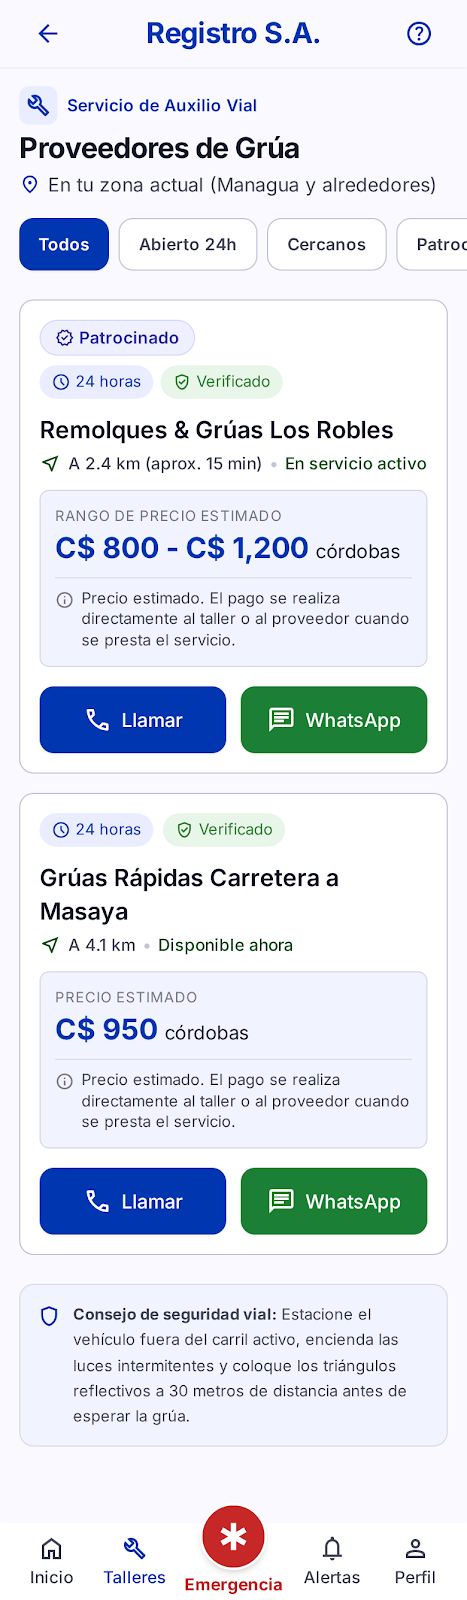 Registro S.A.
Servicio de Auxilio Vial
Proveedores de Grúa
En tu zona actual (Managua y alrededores)
Todos
Abierto 24h
Cercanos
Patroc
Patrocinado
24 horas
Verificado
Remolques & Grúas Los Robles
A 2.4 km (aprox. 15 min) • En servicio activo
RANGO DE PRECIO ESTIMADO
C$ 800 - C$ 1,200 córdobas
Precio estimado. El pago se realiza
directamente al taller o al proveedor cuando
se presta el servicio.
Llamar
WhatsApp
24 horas
Verificado
Grúas Rápidas Carretera a
Masaya
A 4.1 km • Disponible ahora
PRECIO ESTIMADO
C$ 950 córdobas
Precio estimado. El pago se realiza
directamente al taller o al proveedor cuando
se presta el servicio.
Llamar
WhatsApp
Consejo de seguridad vial: Estacione el
vehículo fuera del carril activo, encienda las
luces intermitentes y coloque los triángulos
reflectivos a 30 metros de distancia antes de
esperar la grúa.
Inicio
Talleres
Emergencia
Alertas
Perfil